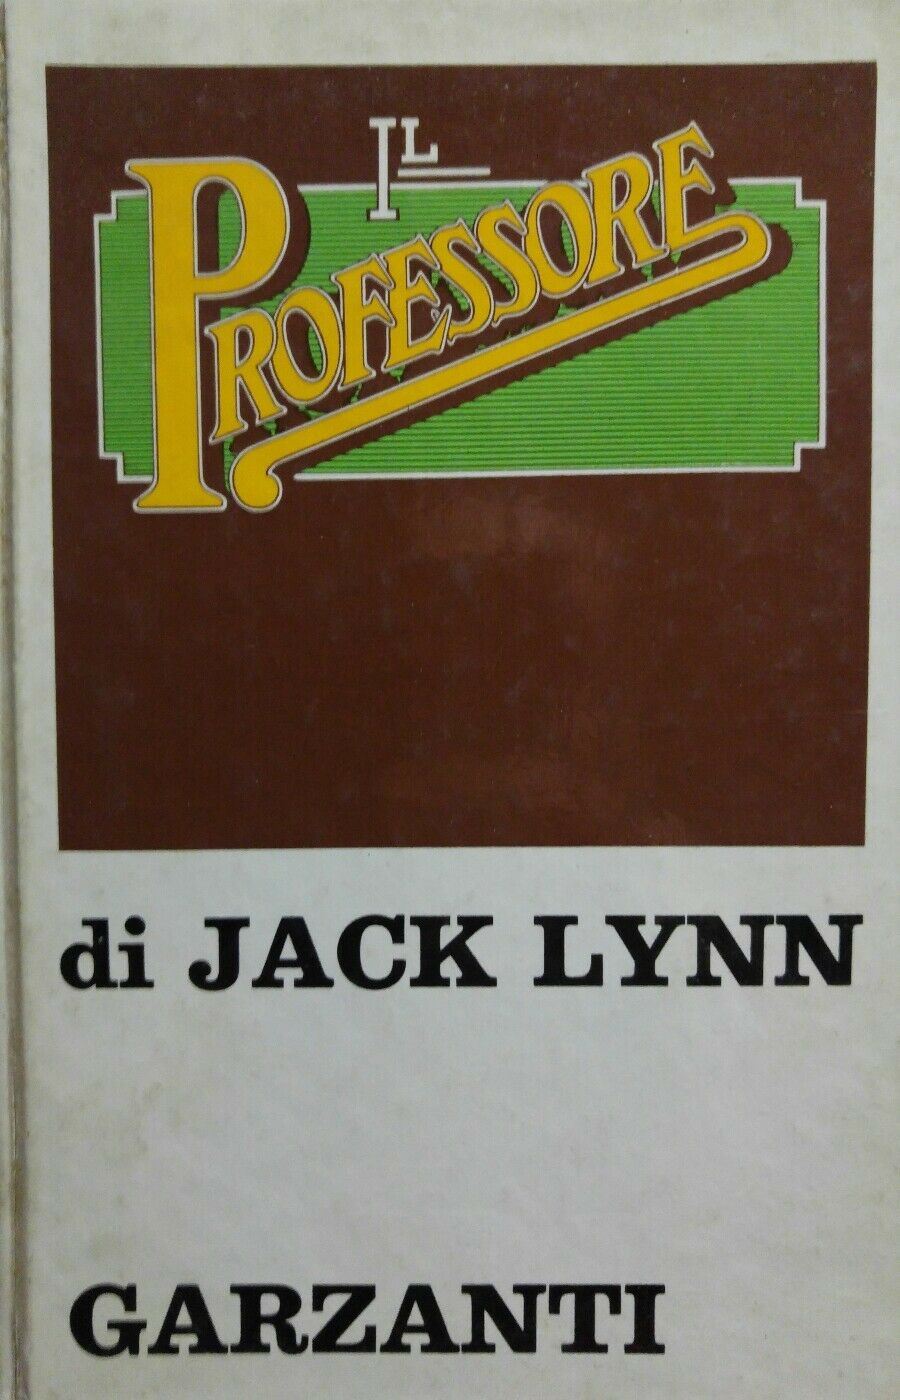 IL
PROFESSORE
di JACK LYNN
GARZANTI